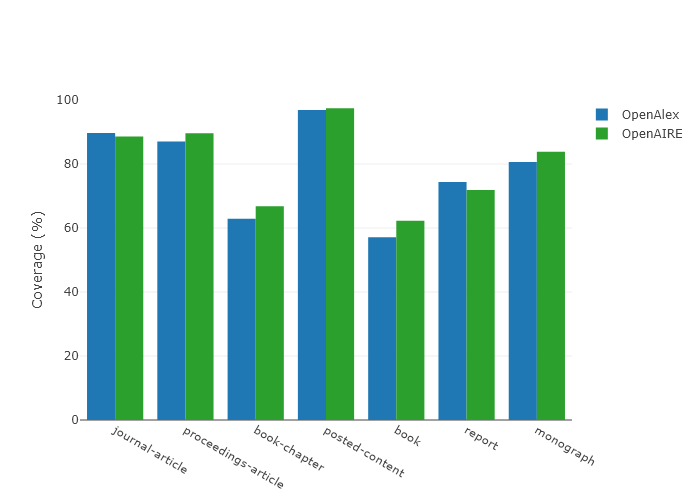 100
80
60
40
20
0
Coverage (%)
journal-article
proceedings-article
book-chapter
posted-content
book
report
monograph
OpenAlex
OpenAIRE